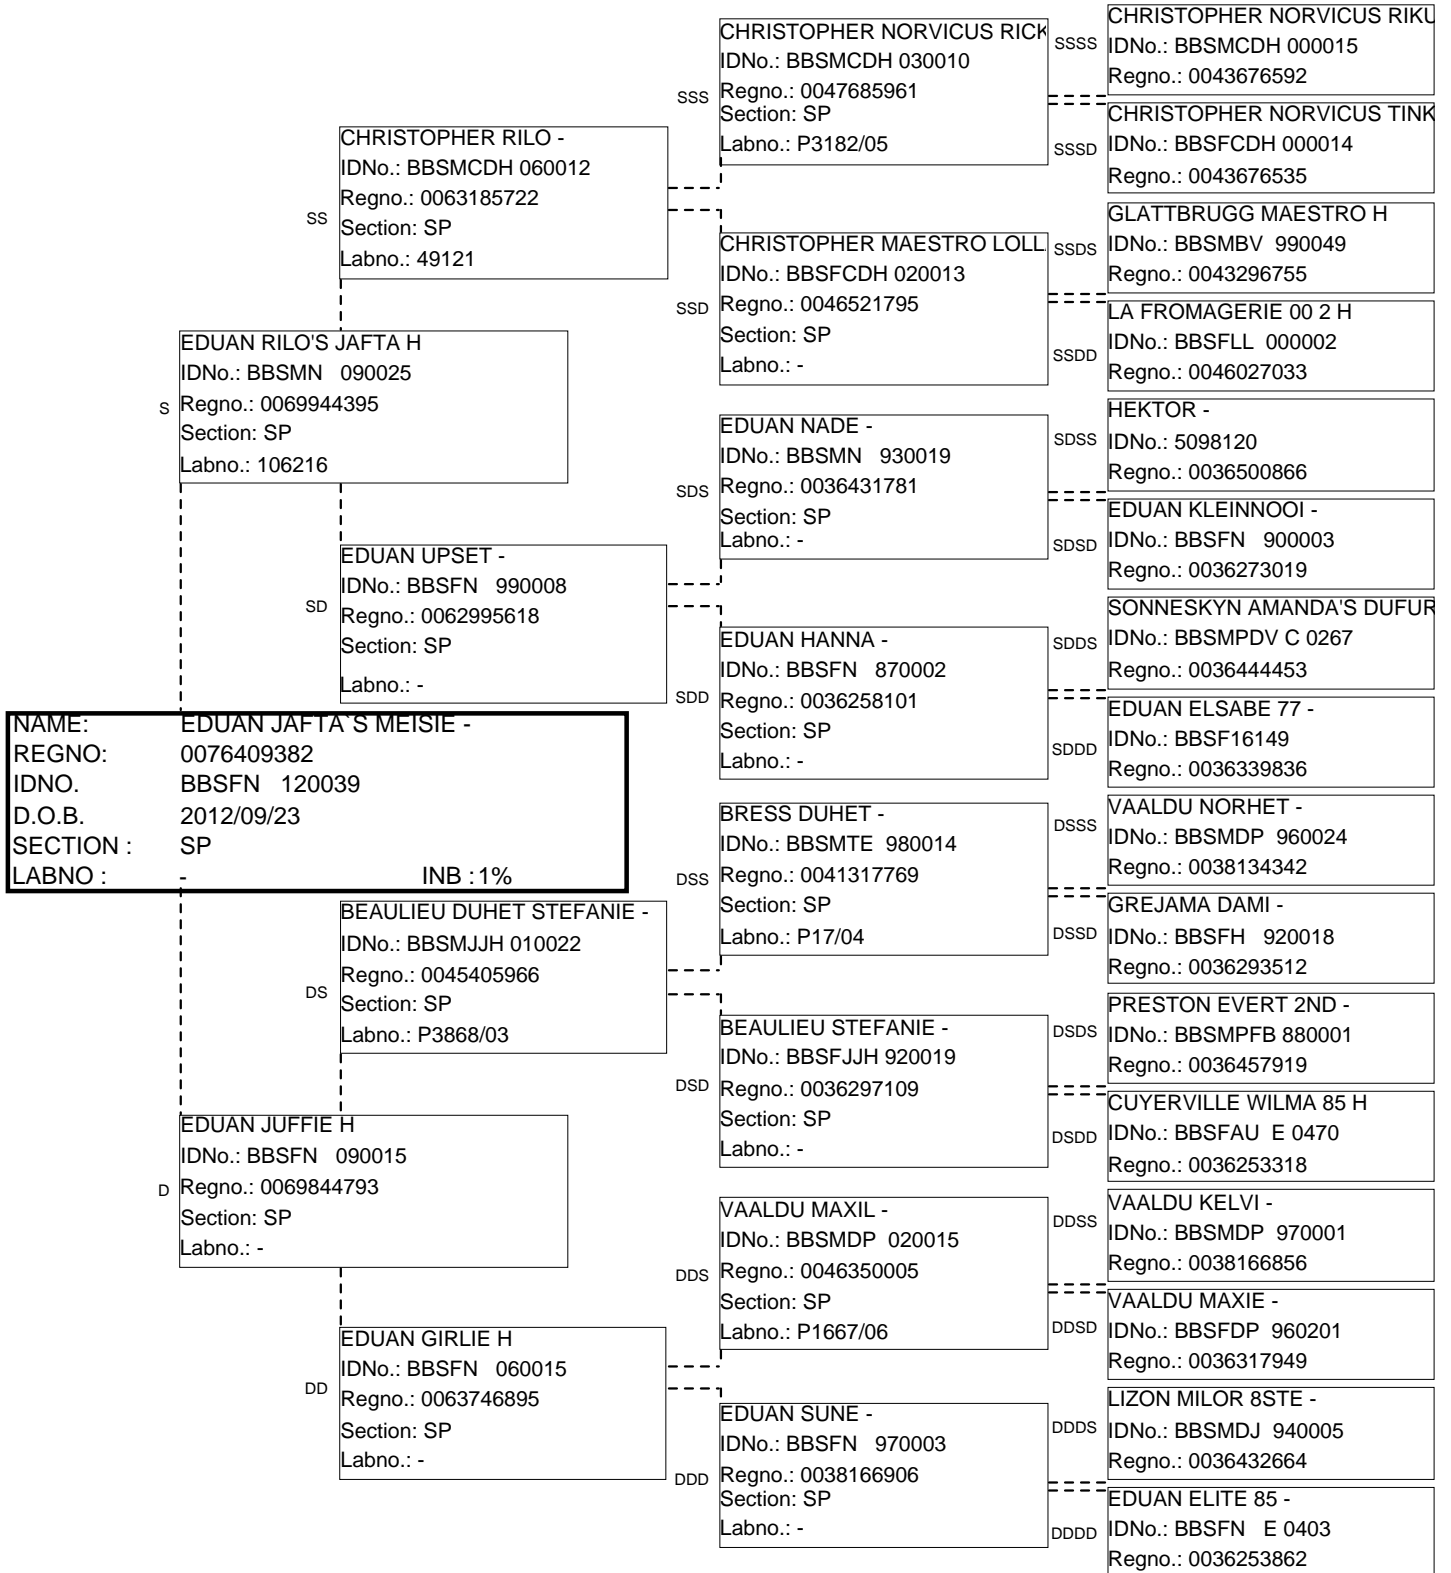 CHRISTOPHER NORVICUS RICK
IDNo.: BBSMCDH 030010
SSS Regno.: 0047685961
Section: SP
Labno.: P3182/05
SSSS CHRISTOPHER NORVICUS RIKU
IDNo.: BBSMCDH 000015
Regno.: 0043676592
SSSD CHRISTOPHER NORVICUS TINK
IDNo.: BBSFCDH 000014
Regno.: 0043676535
CHRISTOPHER RILO -
IDNo.: BBSMCDH 060012
SS Regno.: 0063185722
Section: SP
Labno.: 49121
CHRISTOPHER MAESTRO LOLL
IDNo.: BBSFCDH 020013
SSD Regno.: 0046521795
Section: SP
Labno.: -
SSDS GLATTBRUGG MAESTRO H
IDNo.: BBSMBV 990049
Regno.: 0043296755
SSDD LA FROMAGERIE 00 2 H
IDNo.: BBSFLL 000002
Regno.: 0046027033
EDUAN RILO'S JAFTA H
IDNo.: BBSMN 090025
S Regno.: 0069944395
Section: SP
Labno.: 106216
EDUAN NADE -
IDNo.: BBSMN 930019
SDS Regno.: 0036431781
Section: SP
Labno.: -
SDSS HEKTOR -
IDNo.: 5098120
Regno.: 0036500866
SDSD EDUAN KLEINNOOI -
IDNo.: BBSFN 900003
Regno.: 0036273019
EDUAN UPSET -
IDNo.: BBSFN 990008
SD Regno.: 0062995618
Section: SP
Labno.: -
EDUAN HANNA -
IDNo.: BBSFN 870002
SDD Regno.: 0036258101
Section: SP
Labno.: -
SDDS SONNESKYN AMANDA'S DUFUR
IDNo.: BBSMPDV C 0267
Regno.: 0036444453
SDDD EDUAN ELSABE 77 -
IDNo.: BBSF16149
Regno.: 0036339836
NAME: EDUAN JAFTA`S MEISIE -
REGNO: 0076409382
IDNO. BBSFN 120039
D.O.B. 2012/09/23
SECTION : SP
LABNO : - INB : 1%
BRESS DUHET -
IDNo.: BBSMTE 980014
DSS Regno.: 0041317769
Section: SP
Labno.: P17/04
DSSS VAALDU NORHET -
IDNo.: BBSMDP 960024
Regno.: 0038134342
DSSD GREJAMA DAMI -
IDNo.: BBSFH 920018
Regno.: 0036293512
BEAULIEU DUHET STEFANIE -
IDNo.: BBSMJJH 010022
DS Regno.: 0045405966
Section: SP
Labno.: P3868/03
BEAULIEU STEFANIE -
IDNo.: BBSFJJH 920019
DSD Regno.: 0036297109
Section: SP
Labno.: -
DSDS PRESTON EVERT 2ND -
IDNo.: BBSMPFB 880001
Regno.: 0036457919
DSDD CUYERVILLE WILMA 85 H
IDNo.: BBSFAU E 0470
Regno.: 0036253318
EDUAN JUFFIE H
IDNo.: BBSFN 090015
D Regno.: 0069844793
Section: SP
Labno.: -
VAALDU MAXIL -
IDNo.: BBSMDP 020015
DDS Regno.: 0046350005
Section: SP
Labno.: P1667/06
DDSS VAALDU KELVI -
IDNo.: BBSMDP 970001
Regno.: 0038166856
DDSD VAALDU MAXIE -
IDNo.: BBSFDP 960201
Regno.: 0036317949
EDUAN GIRLIE H
IDNo.: BBSFN 060015
DD Regno.: 0063746895
Section: SP
Labno.: -
EDUAN SUNE -
IDNo.: BBSFN 970003
DDD Regno.: 0038166906
Section: SP
Labno.: -
DDDS LIZON MILOR 8STE -
IDNo.: BBSMDJ 940005
Regno.: 0036432664
DDDD EDUAN ELITE 85 -
IDNo.: BBSFN E 0403
Regno.: 0036253862